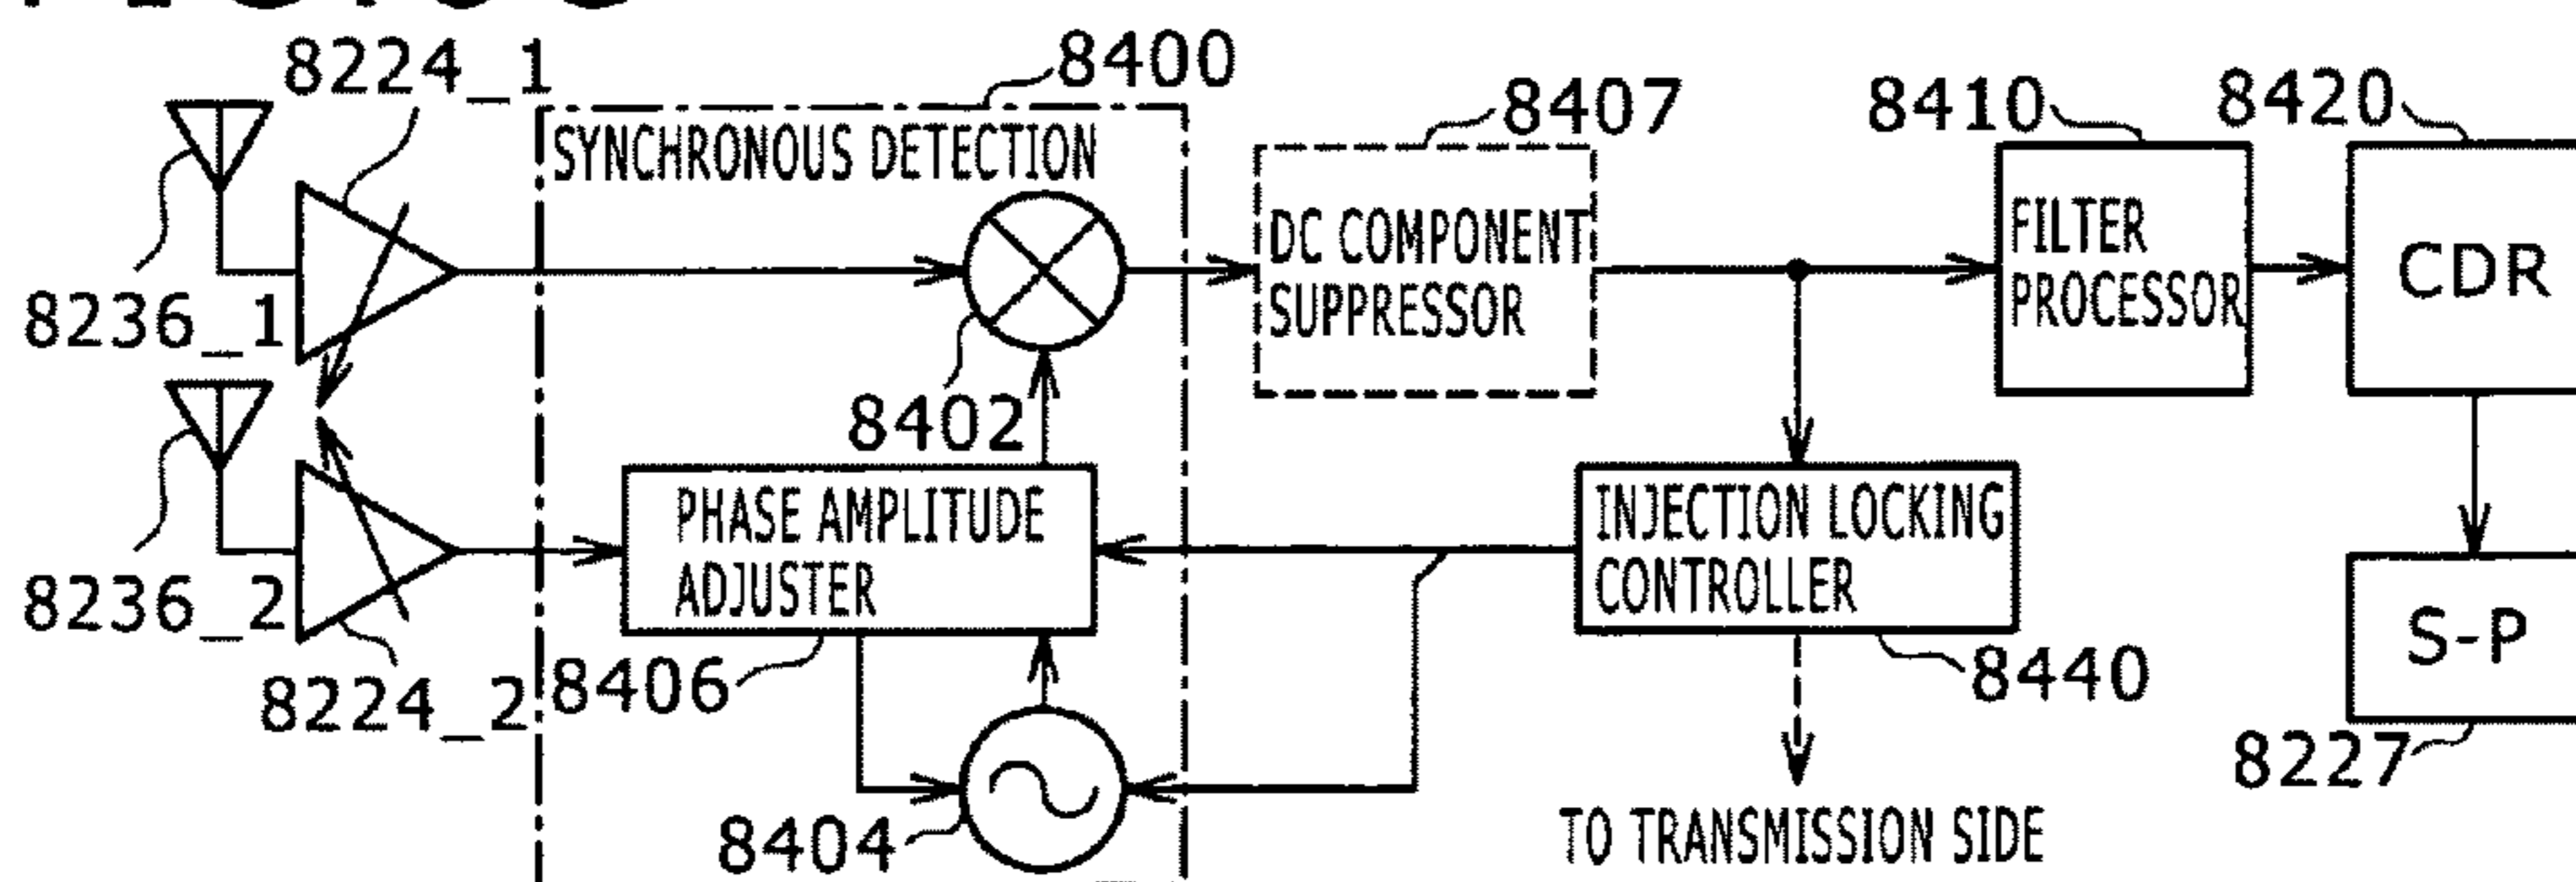 8224_1
8400
8407
8410
8420
SYNCHRONOUS DETECTION
DC COMPONENT
SUPPRESSOR
FILTER
PROCESSOR
CDR
8236_1
8402
PHASE AMPLITUDE
ADJUSTER
INJECTION LOCKING
CONTROLLER
8236_2
8224_2
8406
8440
S-P
8227
8404
TO TRANSMISSION SIDE